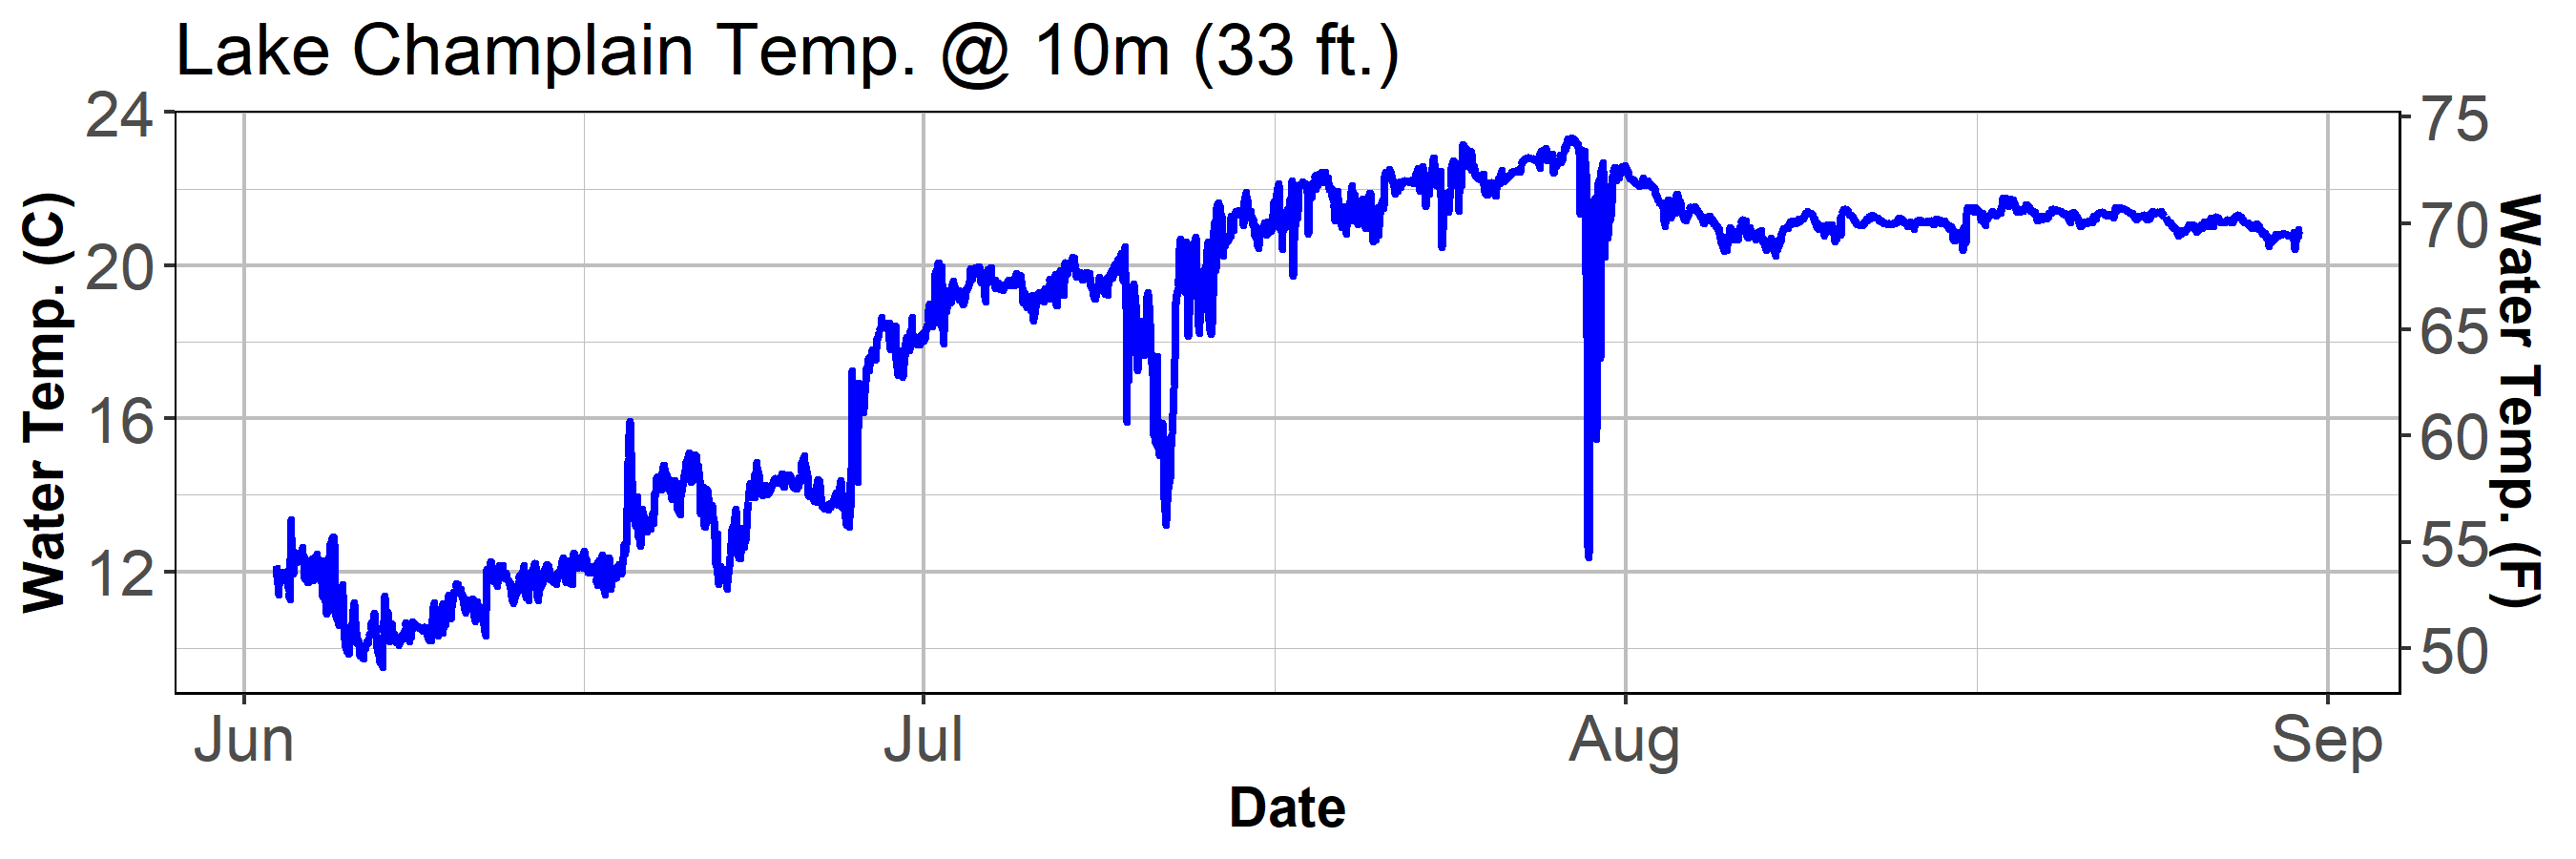 Lake Champlain Temp. @ 10m (33 ft.)
Water Temp. (C)
24
20
16
12
75
70
65
60
55
50
Water Temp. (F)
Jun Jul Aug Sep
Date